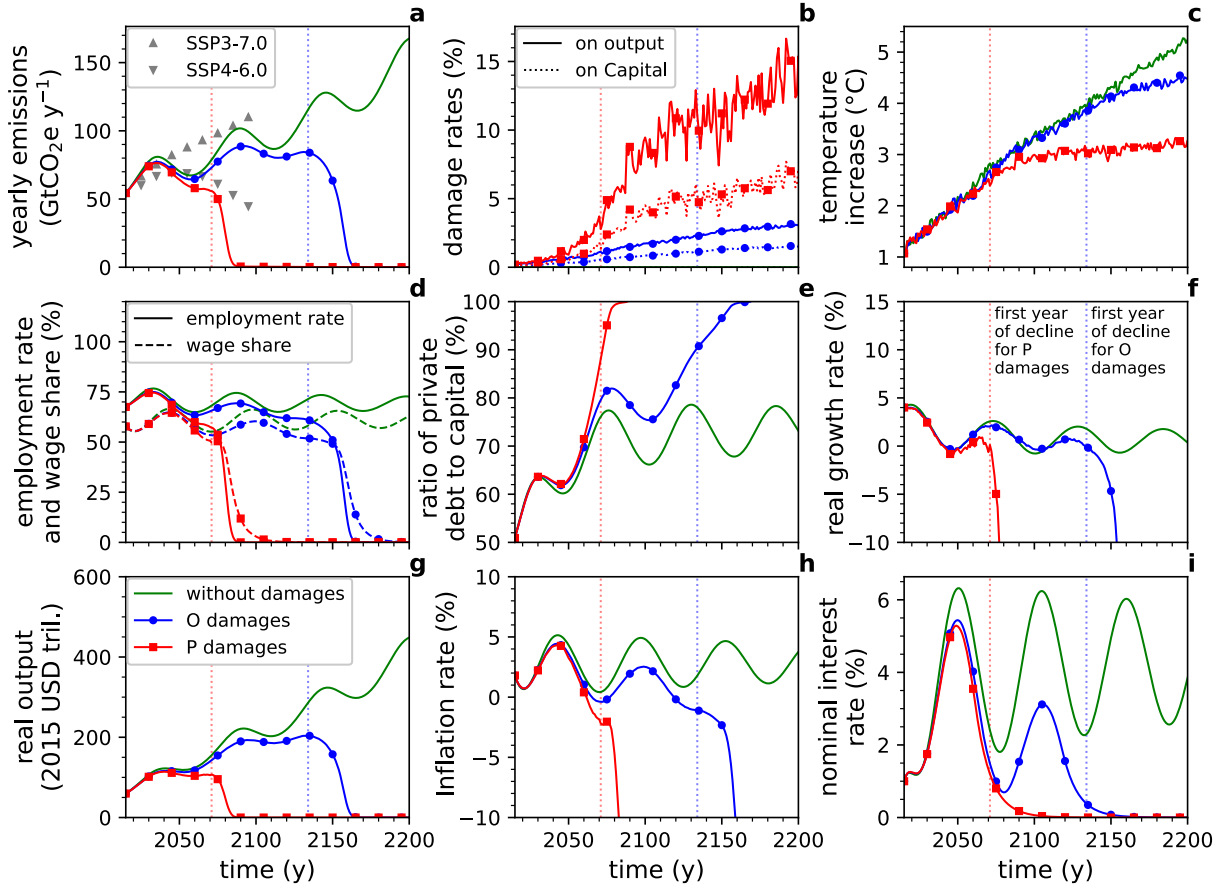 a
yearly emissions
(GtCO₂e y⁻¹)
150
100
50
0
SSP3-7.0
SSP4-6.0
b
damage rates (%)
15
10
5
0
on output
on Capital
c
temperature
increase (°C)
5
4
3
2
1
d
employment rate
and wage share (%)
100
75
50
25
0
employment rate
wage share
e
ratio of private
debt to capital (%)
100
90
80
70
60
50
f
real growth rate (%)
15
10
5
0
−5
−10
first year
of decline
for P
damages
first year
of decline
for O
damages
g
real output
(2015 USD tril.)
600
400
200
0
without damages
O damages
P damages
2050 2100 2150 2200
time (y)
h
Inflation rate (%)
10
5
0
−5
−10
2050 2100 2150 2200
time (y)
i
nominal interest
rate (%)
6
4
2
0
2050 2100 2150 2200
time (y)